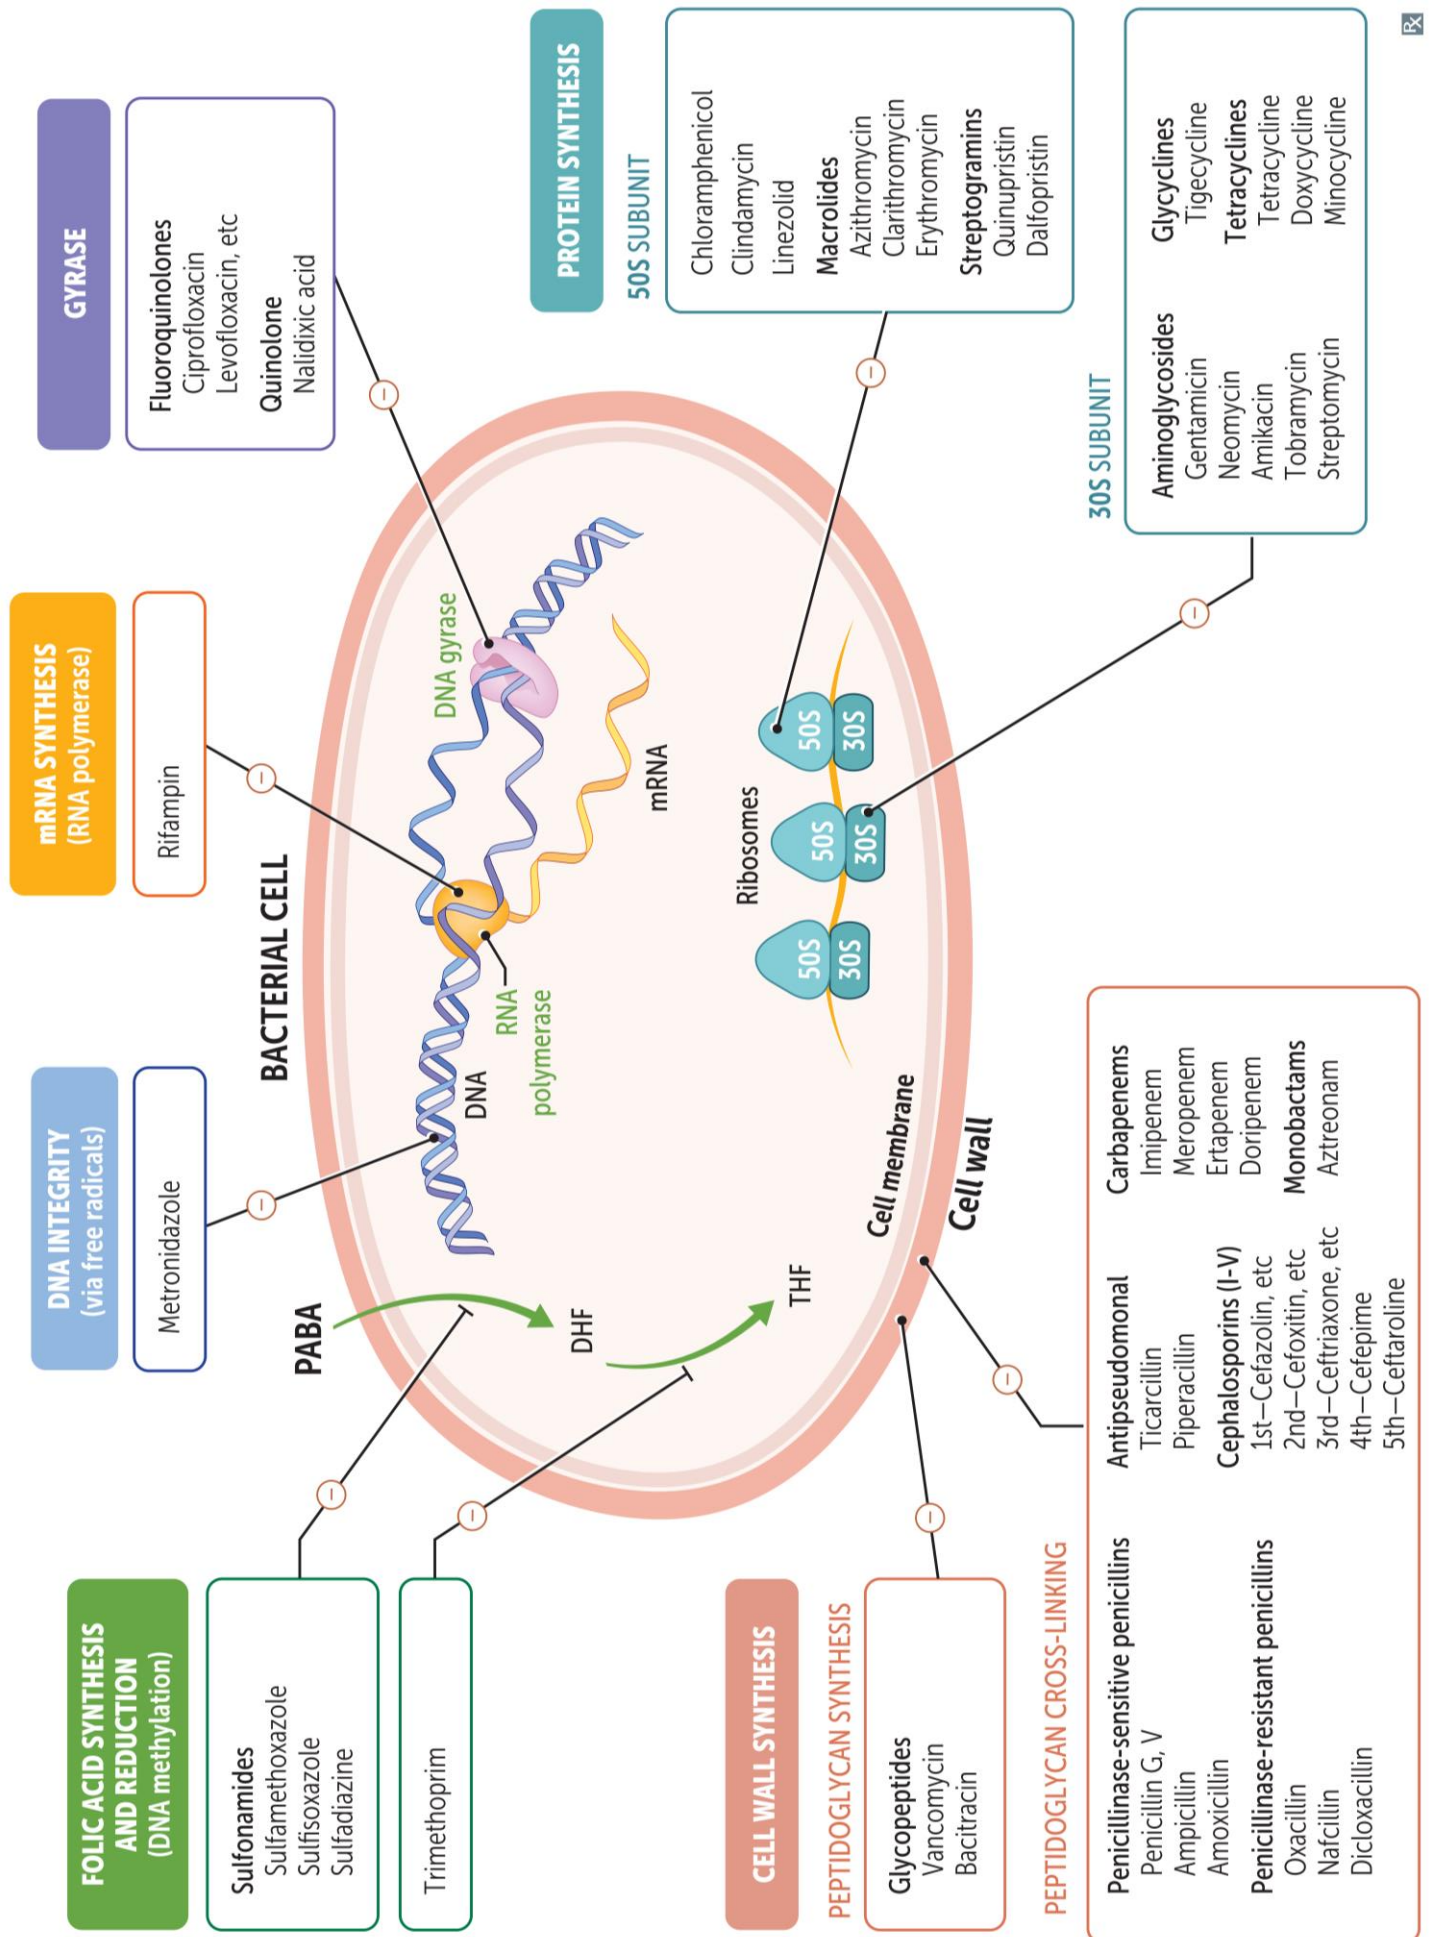 FOLIC ACID SYNTHESIS
AND REDUCTION
(DNA methylation)
Sulfonamides
Sulfamethoxazole
Sulfisoxazole
Sulfadiazine
Trimethoprim
DNA INTEGRITY
(via free radicals)
Metronidazole
mRNA SYNTHESIS
(RNA polymerase)
Rifampin
GYRASE
Fluoroquinolones
Ciprofloxacin
Levofloxacin, etc
Quinolone
Nalidixic acid
BACTERIAL CELL
PABA
DHF
THF
DNA
RNA
polymerase
DNA gyrase
mRNA
Ribosomes
50S
30S
50S
30S
50S
30S
Cell membrane
Cell wall
CELL WALL SYNTHESIS
PEPTIDOGLYCAN SYNTHESIS
Glycopeptides
Vancomycin
Bacitracin
PEPTIDOGLYCAN CROSS-LINKING
Penicillinase-sensitive penicillins
Penicillin G, V
Ampicillin
Amoxicillin
Penicillinase-resistant penicillins
Oxacillin
Nafcillin
Dicloxacillin
Antipseudomonal
Ticarcillin
Piperacillin
Cephalosporins (I-V)
1st–Cefazolin, etc
2nd–Cefoxitin, etc
3rd–Ceftriaxone, etc
4th–Cefepime
5th–Ceftaroline
Carbapenems
Imipenem
Meropenem
Ertapenem
Doripenem
Monobactams
Aztreonam
PROTEIN SYNTHESIS
50S SUBUNIT
Chloramphenicol
Clindamycin
Linezolid
Macrolides
Azithromycin
Clarithromycin
Erythromycin
Streptogramins
Quinupristin
Dalfopristin
30S SUBUNIT
Aminoglycosides
Gentamicin
Neomycin
Amikacin
Tobramycin
Streptomycin
Glycyclines
Tigecycline
Tetracyclines
Tetracycline
Doxycycline
Minocycline
Rx